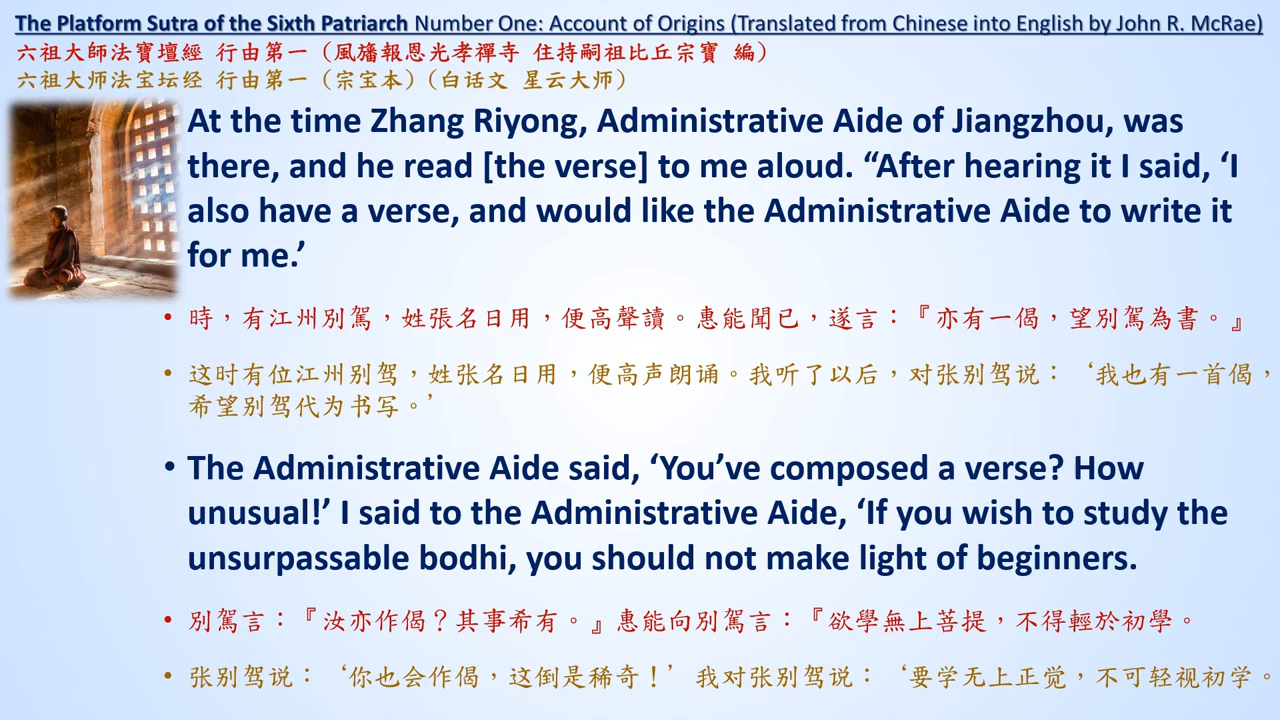 The Platform Sutra of the Sixth Patriarch Number One: Account of Origins (Translated from Chinese into English by John R. McRae)
六祖大師法寶壇經 行由第一（風旛報恩光孝禪寺 住持嗣祖比丘宗寶 編）
六祖大师法宝坛经 行由第一（宗宝本）(白话文 星云大师）
At the time Zhang Riyong, Administrative Aide of Jiangzhou, was
there, and he read [the verse] to me aloud. “After hearing it I said, ‘I
also have a verse, and would like the Administrative Aide to write it
for me.’
• 時，有江州別駕，姓張名日用，便高聲讀。惠能聞已，遂言：『亦有一偈，望別駕為書。』
• 这时有位江州别驾，姓张名日用，便高声朗诵。我听了以后，对张别驾说：‘我也有一首偈，
希望别驾代为书写。’
• The Administrative Aide said, ‘You’ve composed a verse? How
unusual!’ I said to the Administrative Aide, ‘If you wish to study the
unsurpassable bodhi, you should not make light of beginners.
• 別駕言：『汝亦作偈？其事希有。』惠能向別駕言：『欲學無上菩提，不得輕於初學。
• 张别驾说：‘你也会作偈，这倒是稀奇！’ 我对张别驾说：‘要学无上正觉，不可轻视初学。